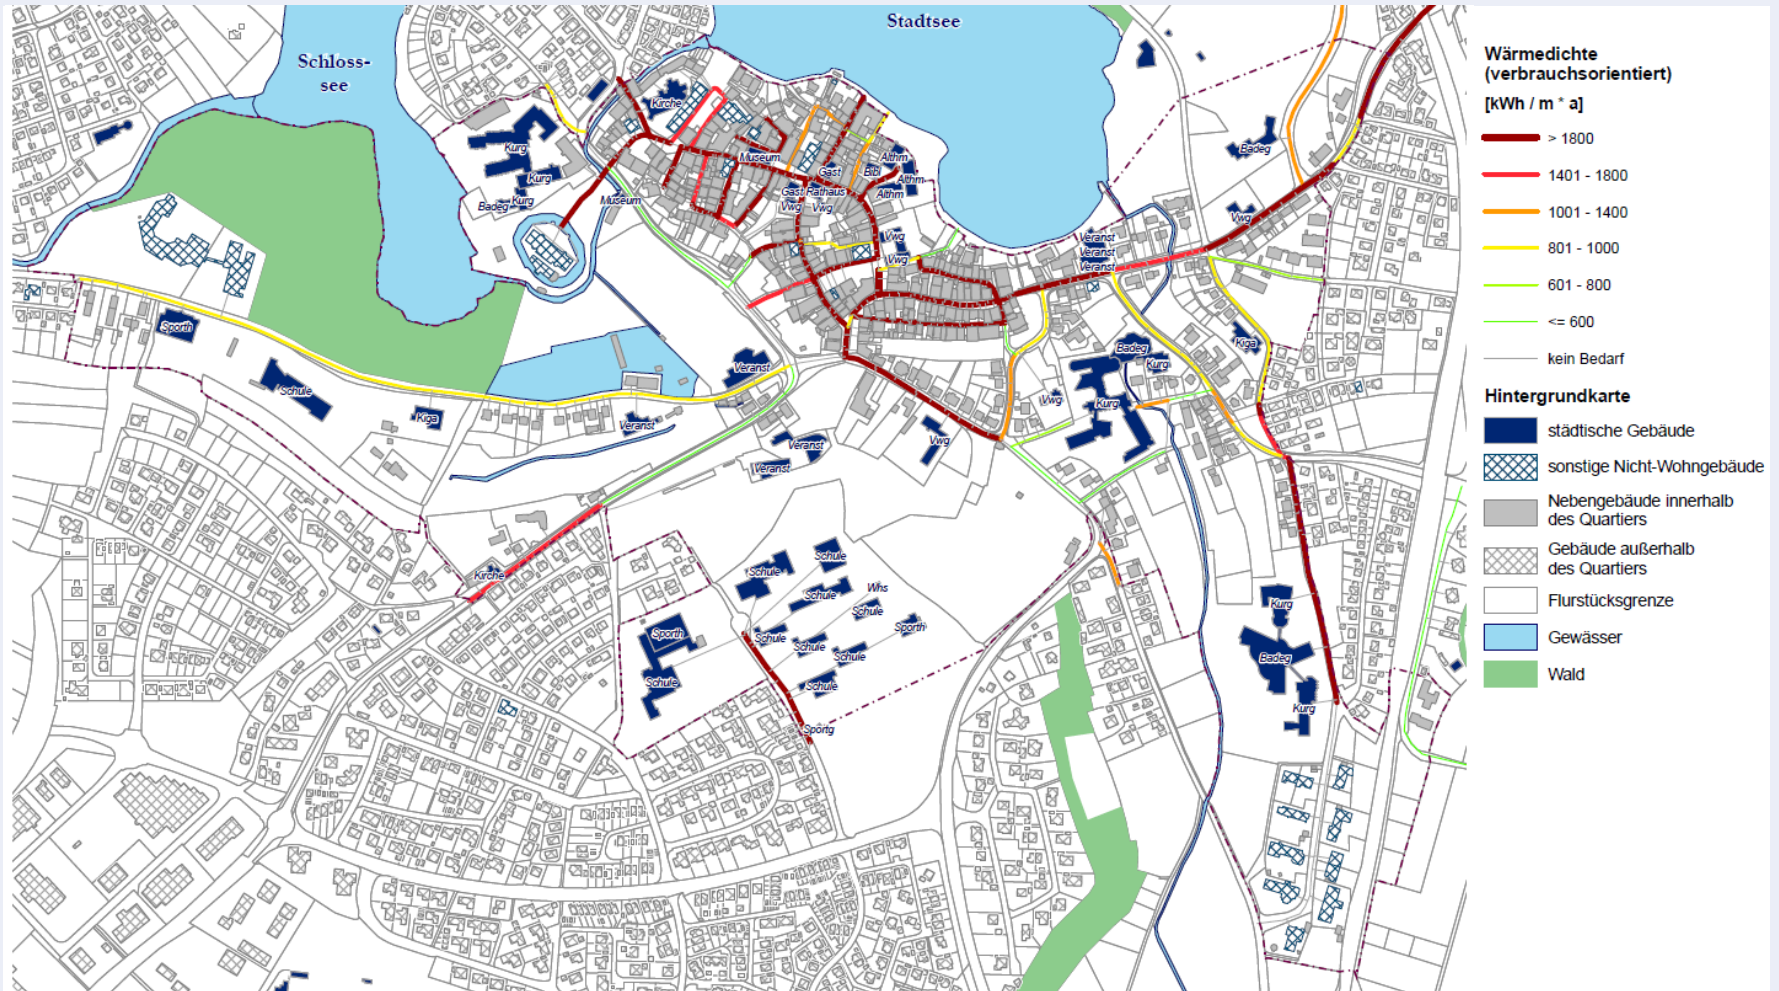 Stadtsee
Schloss-
see
Kirche
Kurg
Kurg
Badeg
Kurg
Museum
Museum
Gast
Bibl
Althm
Althm
Althm
Gast
Rathaus
Vwg
Vwg
Vwg
Vwg
Badeg
Vwg
Veranst
Veranst
Veranst
Sporth
Schule
Kiga
Veranst
Veranst
Veranst
Veranst
Vwg
Vwg
Badeg
Kurg
Kurg
Kiga
Kirche
Schule
Schule
Schule
Whs
Schule
Sporth
Schule
Schule
Schule
Schule
Sporth
Schule
Sportg
Kurg
Badeg
Kurg
Wärmedichte
(verbrauchsorientiert)
[kWh / m * a]
> 1800
1401 - 1800
1001 - 1400
801 - 1000
601 - 800
<= 600
kein Bedarf
Hintergrundkarte
städtische Gebäude
sonstige Nicht-Wohngebäude
Nebengebäude innerhalb
des Quartiers
Gebäude außerhalb
des Quartiers
Flurstücksgrenze
Gewässer
Wald